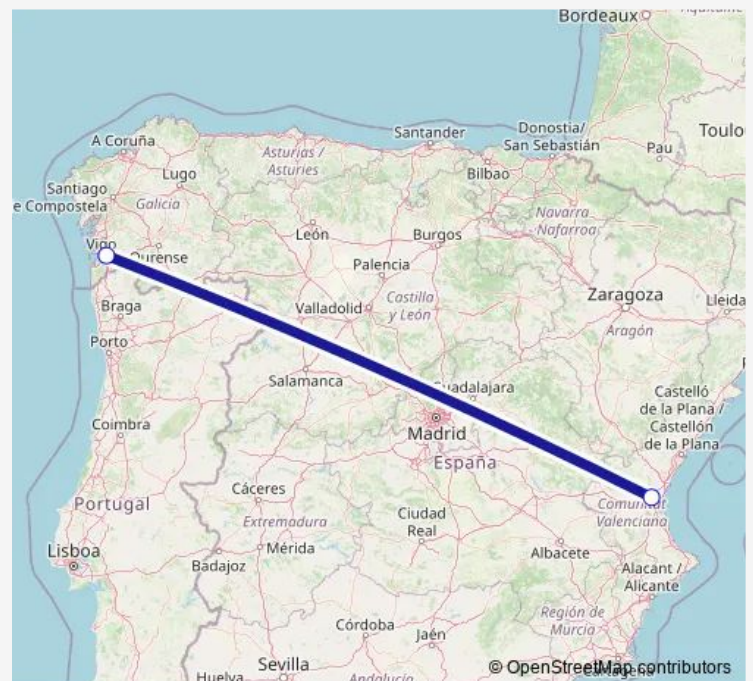 Bordeaux
Toulo
A Coruña
Santander
Donostia/
San Sebastián
Pau
Asturias /
Asturies
Lugo
Bilbao
Santiago
e Compostela
Galicia
Navarra
- Nafarroa
León
Burgos
Vigo
Ourense
Palencia
Braga
Valladolid
Castilla
y León
Zaragoza
Lleida
Porto
Aragón
Salamanca
Guadalajara
Castelló
de la Plana /
Castellón
de la Plana
Coimbra
Madrid
España
Cáceres
Comunitat
Valenciana
Portugal
Extremadura
Ciudad
Real
Lisboa
Mérida
Albacete
Badajoz
Alacant /
Alicante
Región de
Murcia
Córdoba
Jaén
Sevilla
Huelva
Andalucía
© OpenStreetMap contributors